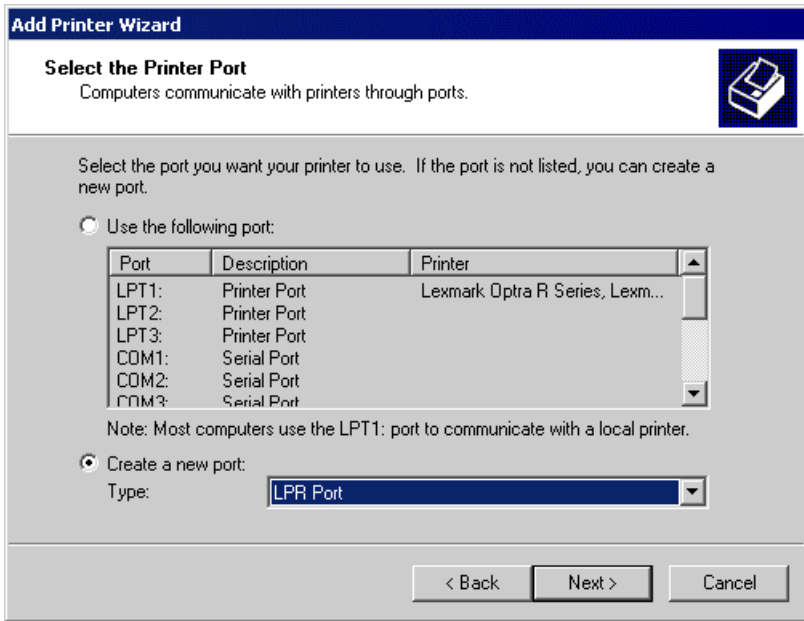 Add Printer Wizard
Select the Printer Port
Computers communicate with printers through ports.
Select the port you want your printer to use. If the port is not listed, you can create a
new port.
Use the following port:
Port Description Printer
LPT1: Printer Port Lexmark Optra R Series, Lexm...
LPT2: Printer Port
LPT3: Printer Port
COM1: Serial Port
COM2: Serial Port
COM3: Serial Port
Note: Most computers use the LPT1: port to communicate with a local printer.
Create a new port:
Type: LPR Port
< Back Next > Cancel